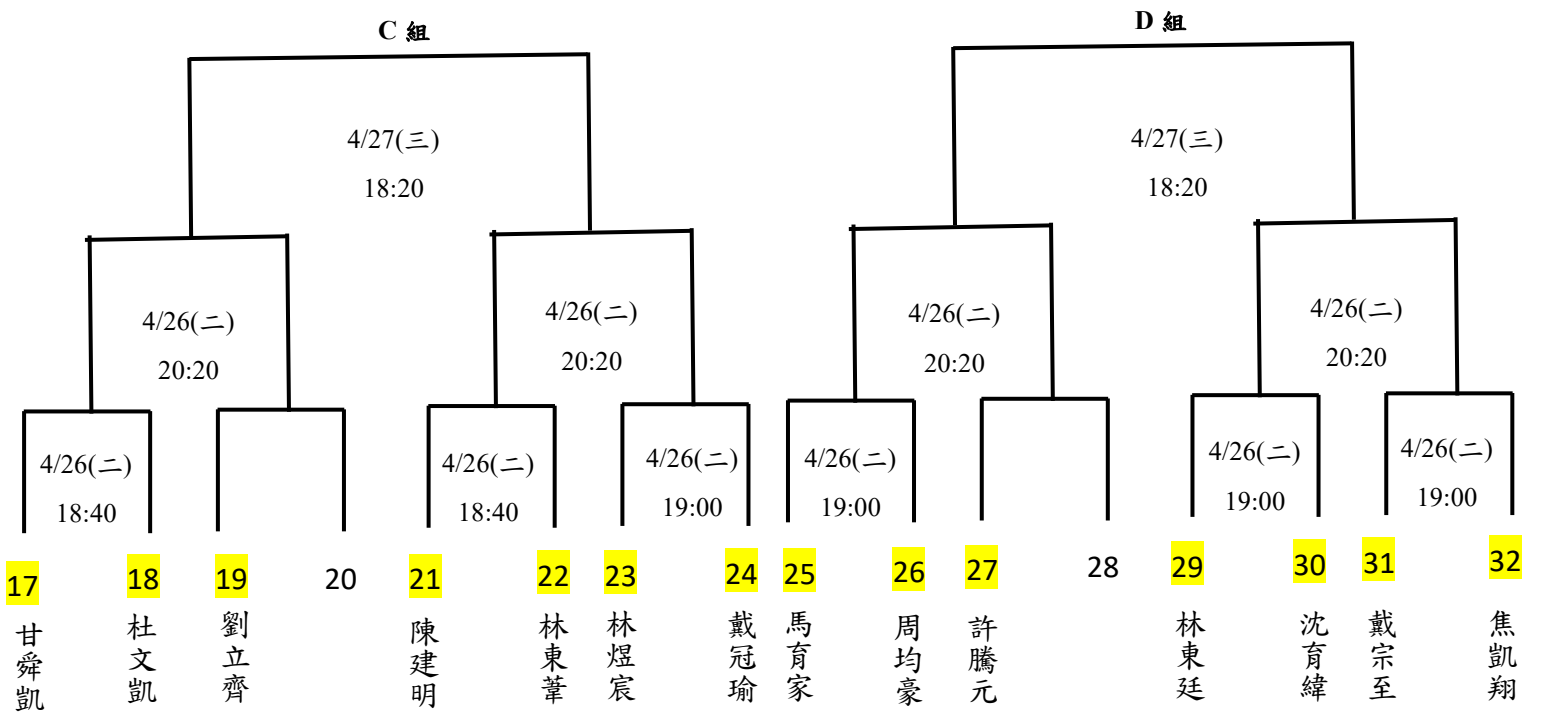 C 組
D 組
4/27(三)
18:20
4/27(三)
18:20
4/26(二)
20:20
4/26(二)
20:20
4/26(二)
20:20
4/26(二)
20:20
4/26(二)
18:40
4/26(二)
18:40
4/26(二)
19:00
4/26(二)
19:00
4/26(二)
19:00
4/26(二)
19:00
17
18
19
20
21
22
23
24
25
26
27
28
29
30
31
32
甘舜凱
杜文凱
劉立齊
陳建明
林東葦
林煜宸
戴冠瑜
馬育家
周均豪
許騰元
林東廷
沈育緯
戴宗至
焦凱翔